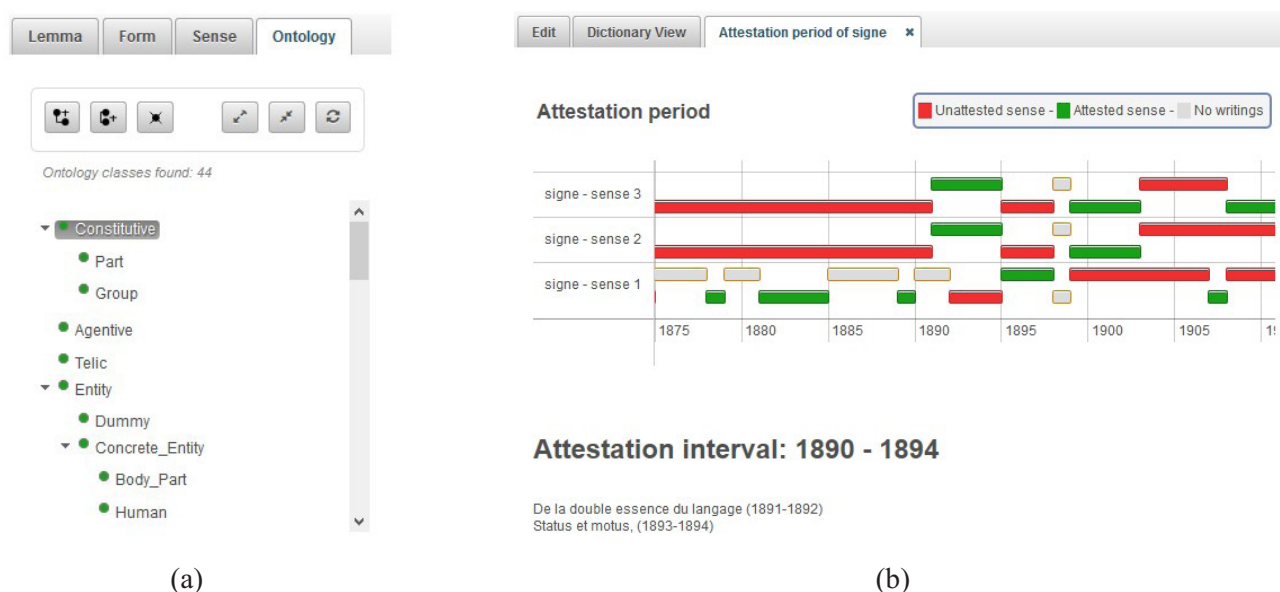 Lemma Form Sense Ontology
Ontology classes found: 44
Constitutive
Part
Group
Agentive
Telic
Entity
Dummy
Concrete_Entity
Body_Part
Human
(a)
Edit Dictionary View Attestation period of signe ×
Attestation period
Unattested sense - Attested sense - No writings
signe - sense 3
signe - sense 2
signe - sense 1
1875 1880 1885 1890 1895 1900 1905
Attestation interval: 1890 - 1894
De la double essence du langage (1891-1892)
Status et motus, (1893-1894)
(b)